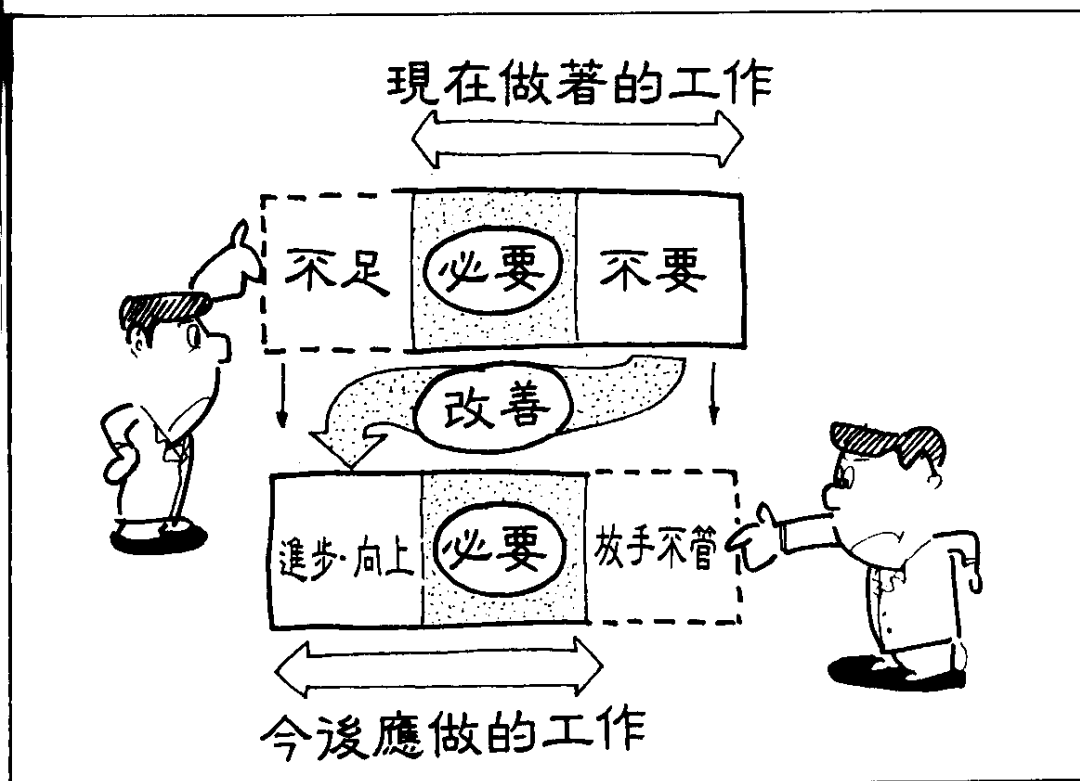 現在做著的工作
不足 必要 不要
改善
進步·向上 必要 放手不管
今後應做的工作